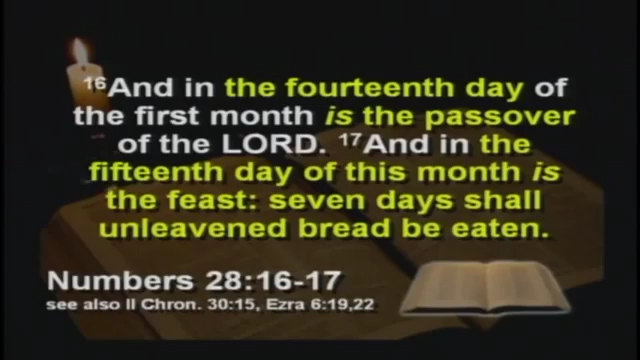 16And in the fourteenth day of
the first month is the passover
of the LORD. 17And in the
fifteenth day of this month is
the feast: seven days shall
unleavened bread be eaten.
Numbers 28:16-17
see also II Chron. 30:15, Ezra 6:19,22